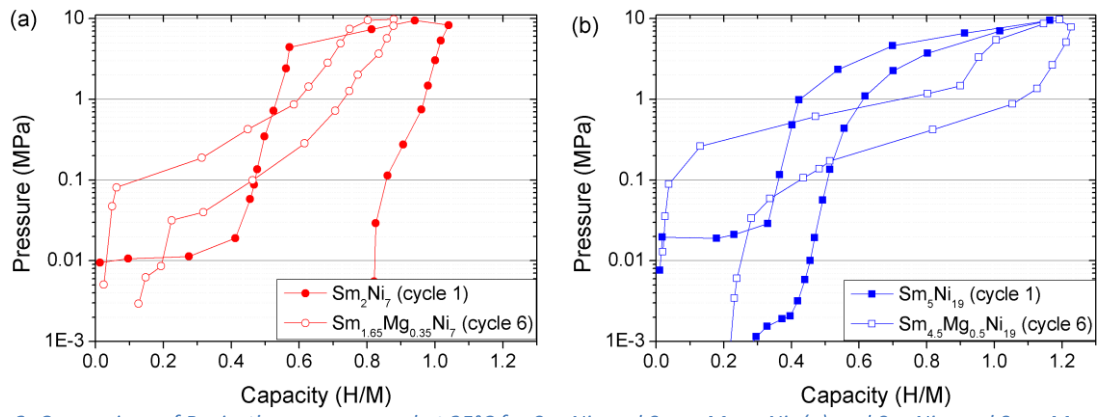 (a)
Pressure (MPa)
10
1
0.1
0.01
1E-3
0.0 0.2 0.4 0.6 0.8 1.0 1.2
Capacity (H/M)
Sm2Ni7 (cycle 1)
Sm1.65Mg0.35Ni7 (cycle 6)
(b)
Pressure (MPa)
10
1
0.1
0.01
1E-3
0.0 0.2 0.4 0.6 0.8 1.0 1.2
Capacity (H/M)
Sm5Ni19 (cycle 1)
Sm4.5Mg0.5Ni19 (cycle 6)